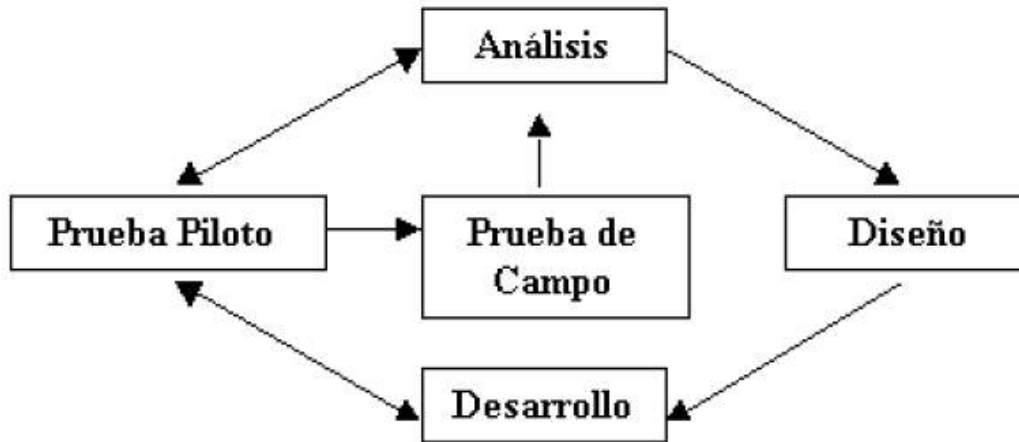 Análisis
Prueba Piloto
Prueba de
Campo
Diseño
Desarrollo